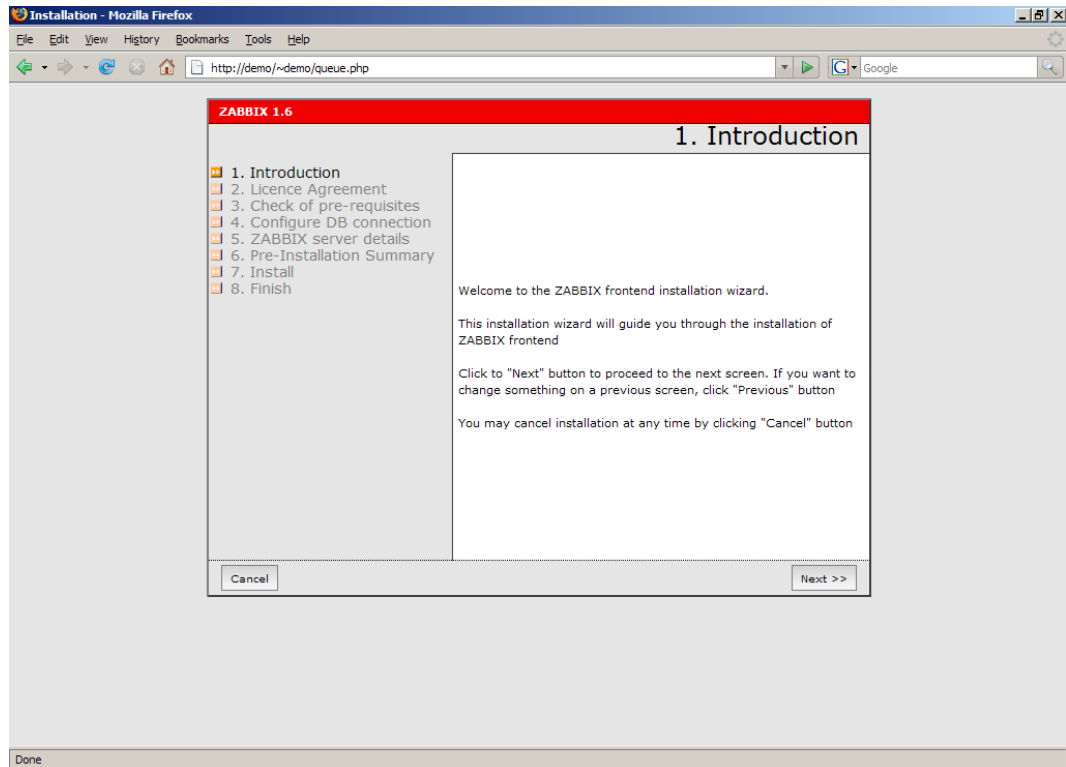 Installation - Mozilla Firefox
File Edit View History Bookmarks Tools Help
http://demo/~demo/queue.php
G Google
ZABBIX 1.6
1. Introduction
1. Introduction
2. Licence Agreement
3. Check of pre-requisites
4. Configure DB connection
5. ZABBIX server details
6. Pre-Installation Summary
7. Install
8. Finish
Welcome to the ZABBIX frontend installation wizard.
This installation wizard will guide you through the installation of
ZABBIX frontend
Click to "Next" button to proceed to the next screen. If you want to
change something on a previous screen, click "Previous" button
You may cancel installation at any time by clicking "Cancel" button
Cancel
Next >>
Done